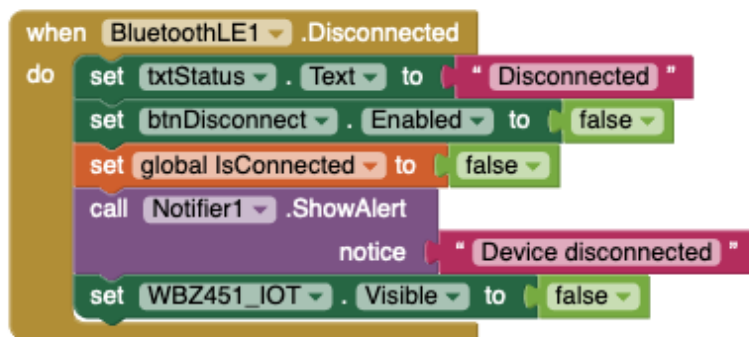 when BluetoothLE1 .Disconnected
do set txtStatus . Text to " Disconnected "
set btnDisconnect . Enabled to false
set global IsConnected to false
call Notifier1 .ShowAlert
notice " Device disconnected "
set WBZ451_IOT . Visible to false